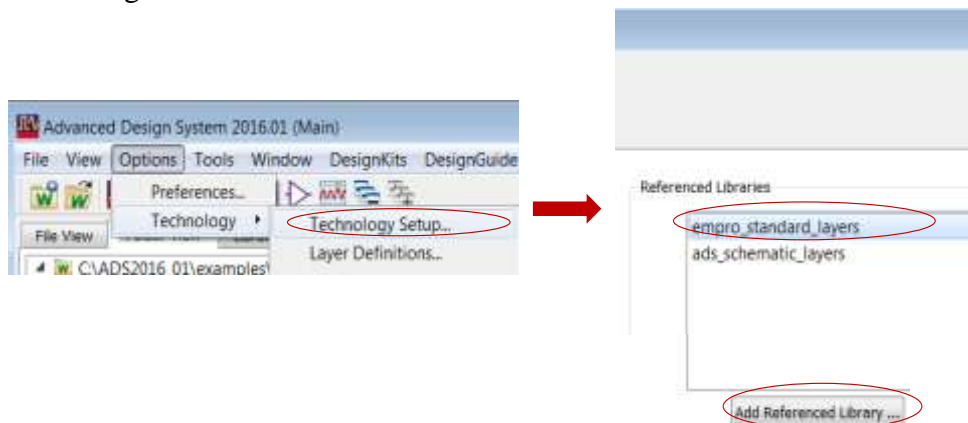 Advanced Design System 2016.01 (Main)
File View Options Tools Window DesignKits DesignGuide
Preferences...
Technology
Technology Setup...
File View
Layer Definitions...
C:\ADS2016_01\examples\
Referenced Libraries
empro_standard_layers
ads_schematic_layers
Add Referenced Library ...